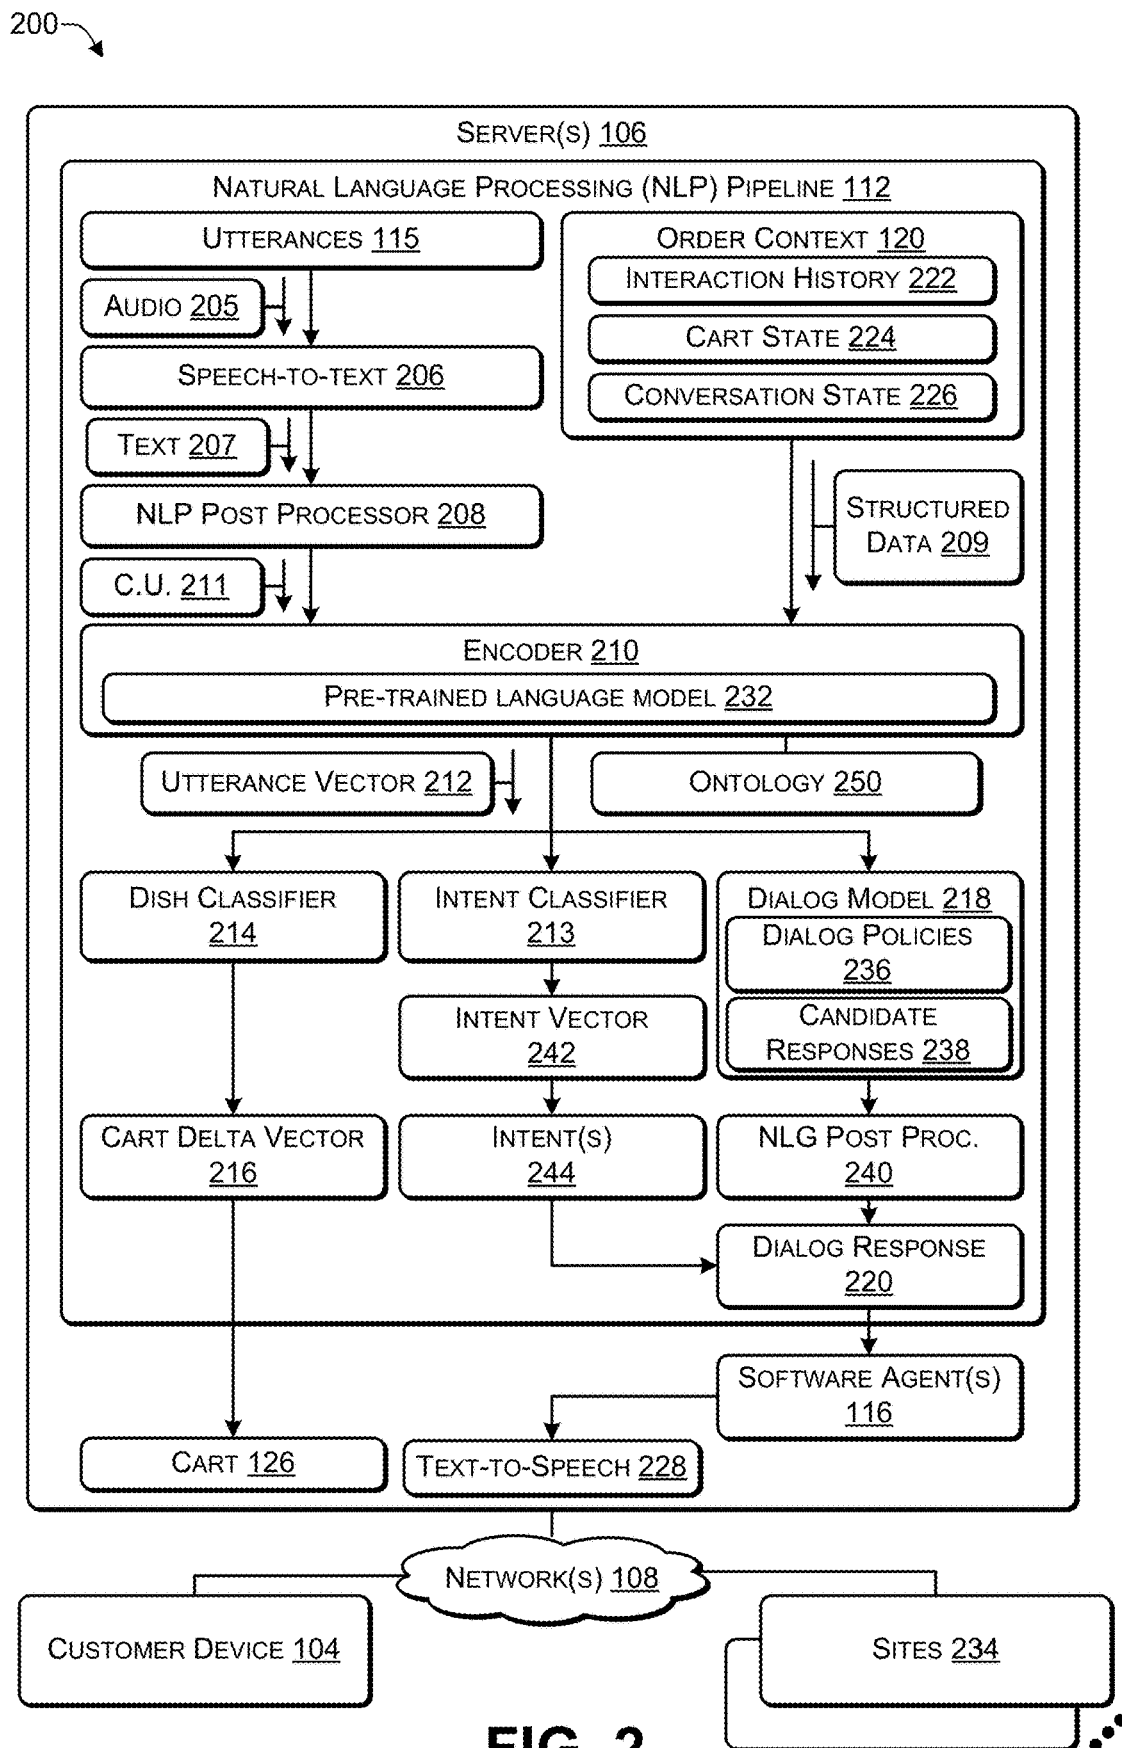 200
SERVER(S) 106
NATURAL LANGUAGE PROCESSING (NLP) PIPELINE 112
UTTERANCES 115
AUDIO 205
SPEECH-TO-TEXT 206
TEXT 207
NLP POST PROCESSOR 208
C.U. 211
ORDER CONTEXT 120
INTERACTION HISTORY 222
CART STATE 224
CONVERSATION STATE 226
STRUCTURED
DATA 209
ENCODER 210
PRE-TRAINED LANGUAGE MODEL 232
UTTERANCE VECTOR 212
ONTOLOGY 250
DISH CLASSIFIER
214
INTENT CLASSIFIER
213
DIALOG MODEL 218
DIALOG POLICIES
236
CANDIDATE
RESPONSES 238
INTENT VECTOR
242
CART DELTA VECTOR
216
INTENT(S)
244
NLG POST PROC.
240
DIALOG RESPONSE
220
SOFTWARE AGENT(S)
116
CART 126
TEXT-TO-SPEECH 228
NETWORK(S) 108
CUSTOMER DEVICE 104
SITES 234
FIG. 2